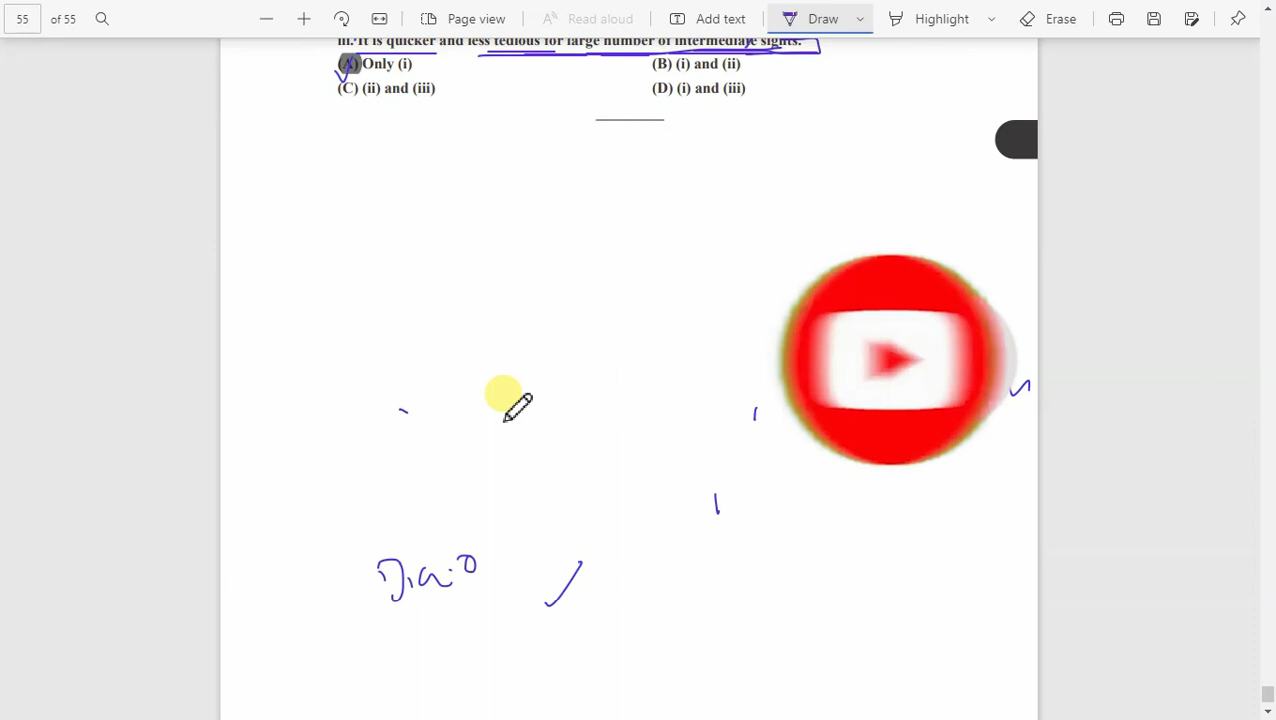 55 of 55 Page view Read aloud Add text Draw Highlight Erase
iii. It is quicker and less tedious for large number of intermediate sights.
(A) Only (i) (B) (i) and (ii)
(C) (ii) and (iii) (D) (i) and (iii)